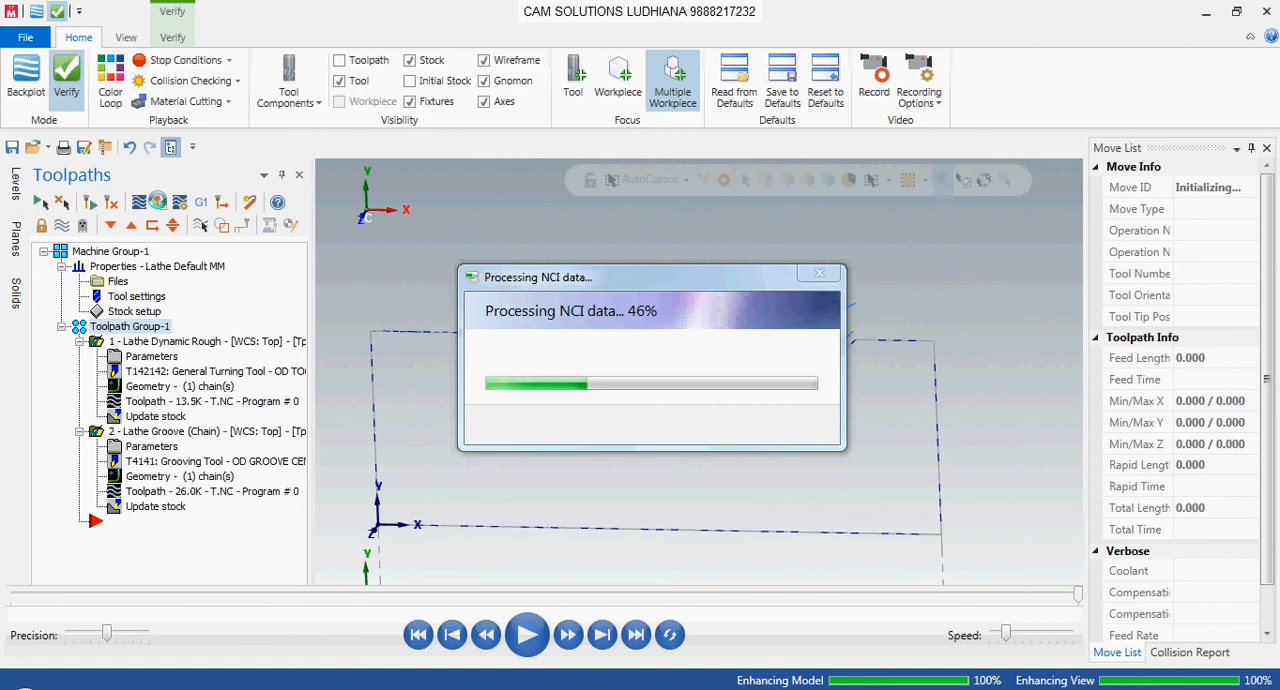 CAM SOLUTIONS LUDHIANA 9888217232
Verify
File
Home
View
Verify
Backplot
Verify
Mode
Color
Loop
Stop Conditions
Collision Checking
Material Cutting
Playback
Tool
Components
Toolpath
Tool
Workpiece
Stock
Initial Stock
Fixtures
Wireframe
Gnomon
Axes
Visibility
Tool
Workpiece
Multiple
Workpiece
Focus
Read from
Defaults
Save to
Defaults
Reset to
Defaults
Defaults
Record
Recording
Options
Video
Levels
Planes
Solids
Toolpaths
G1
Machine Group-1
Properties - Lathe Default MM
Files
Tool settings
Stock setup
Toolpath Group-1
1 - Lathe Dynamic Rough - [WCS: Top] - [Tp
Parameters
T142142: General Turning Tool - OD TO
Geometry - (1) chain(s)
Toolpath - 13.5K - T.NC - Program # 0
Update stock
2 - Lathe Groove (Chain) - [WCS: Top] - [Tp
Parameters
T4141: Grooving Tool - OD GROOVE CE
Geometry - (1) chain(s)
Toolpath - 26.0K - T.NC - Program # 0
Update stock
Y
X
Z
C
AutoCursor
Processing NCI data...
Processing NCI data... 46%
Y
X
Z
Y
Move List
Move Info
Move ID Initializing...
Move Type
Operation N
Operation N
Tool Numbe
Tool Orienta
Tool Tip Pos
Toolpath Info
Feed Length 0.000
Feed Time
Min/Max X 0.000 / 0.000
Min/Max Y 0.000 / 0.000
Min/Max Z 0.000 / 0.000
Rapid Lengt 0.000
Rapid Time
Total Length 0.000
Total Time
Verbose
Coolant
Compensati
Compensati
Feed Rate
Move List
Collision Report
Precision:
Speed:
Enhancing Model 100%
Enhancing View 100%